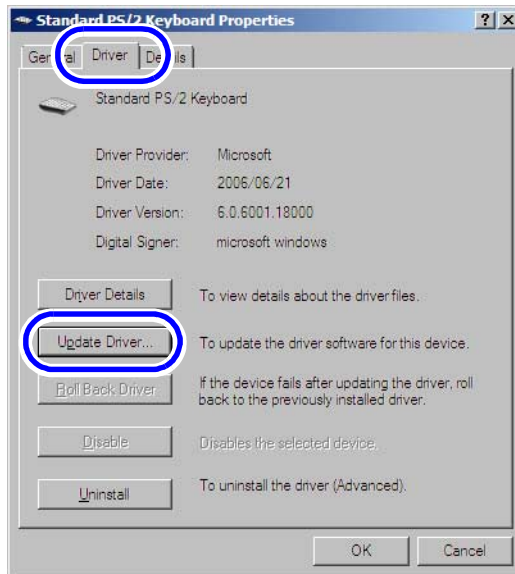 Standard PS/2 Keyboard Properties
General Driver Details
Standard PS/2 Keyboard
Driver Provider: Microsoft
Driver Date: 2006/06/21
Driver Version: 6.0.6001.18000
Digital Signer: microsoft windows
Driver Details To view details about the driver files.
Update Driver... To update the driver software for this device.
Roll Back Driver If the device fails after updating the driver, roll
back to the previously installed driver.
Disable Disables the selected device.
Uninstall To uninstall the driver (Advanced).
OK Cancel